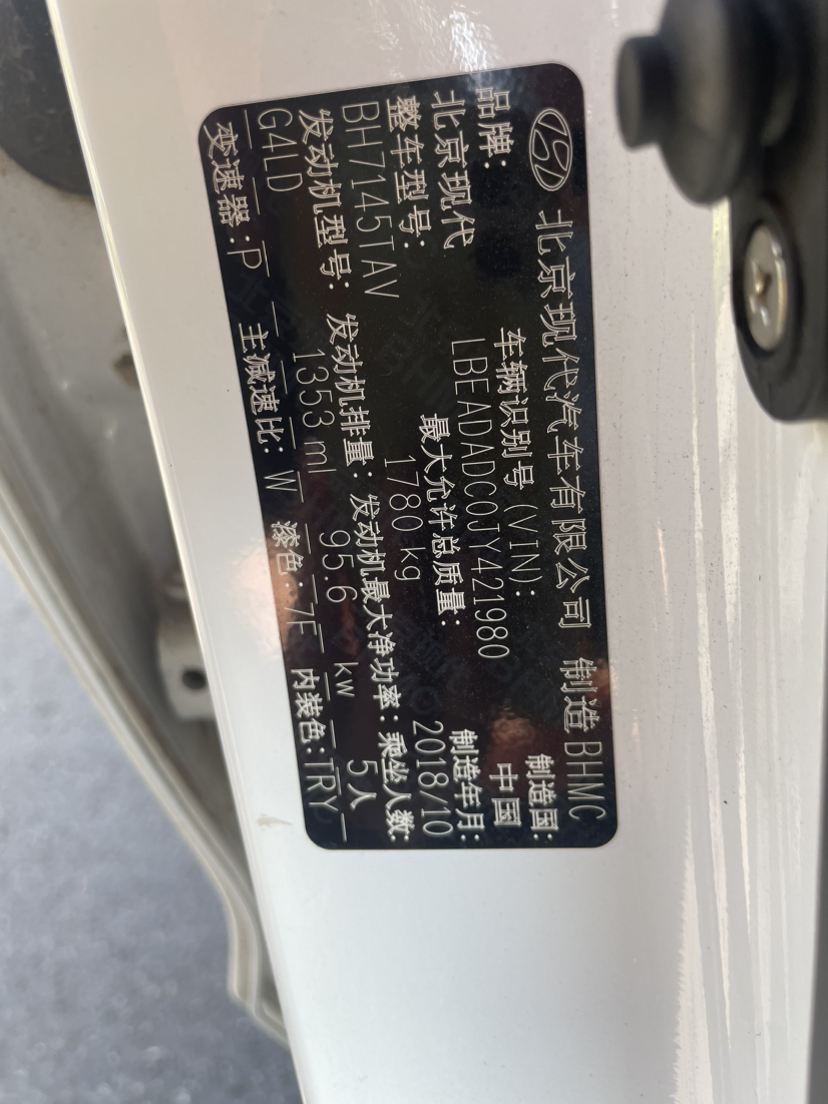 北京现代汽车有限公司 制造 BHMC
品牌: 车辆识别号(VIN): 制造国:
北京现代 LBEADADC0JY421980 中国
整车型号: 最大允许总质量: 制造年月:
BH7145TAV 1780 kg 2018/10
发动机型号: 发动机排量: 发动机最大净功率: 乘坐人数:
G4LD 1353 ml 95.6 kw 5人
变速器:P 主减速比: W 漆色: 7F 内装色:TRY